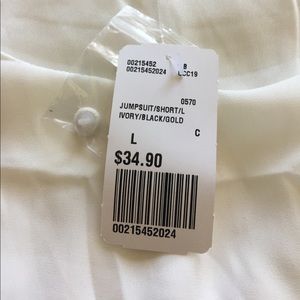 00215452 B
00215452024 LCC19
0570
JUMPSUIT/SHORT/L
IVORY/BLACK/GOLD
L C
$34.90
00215452024